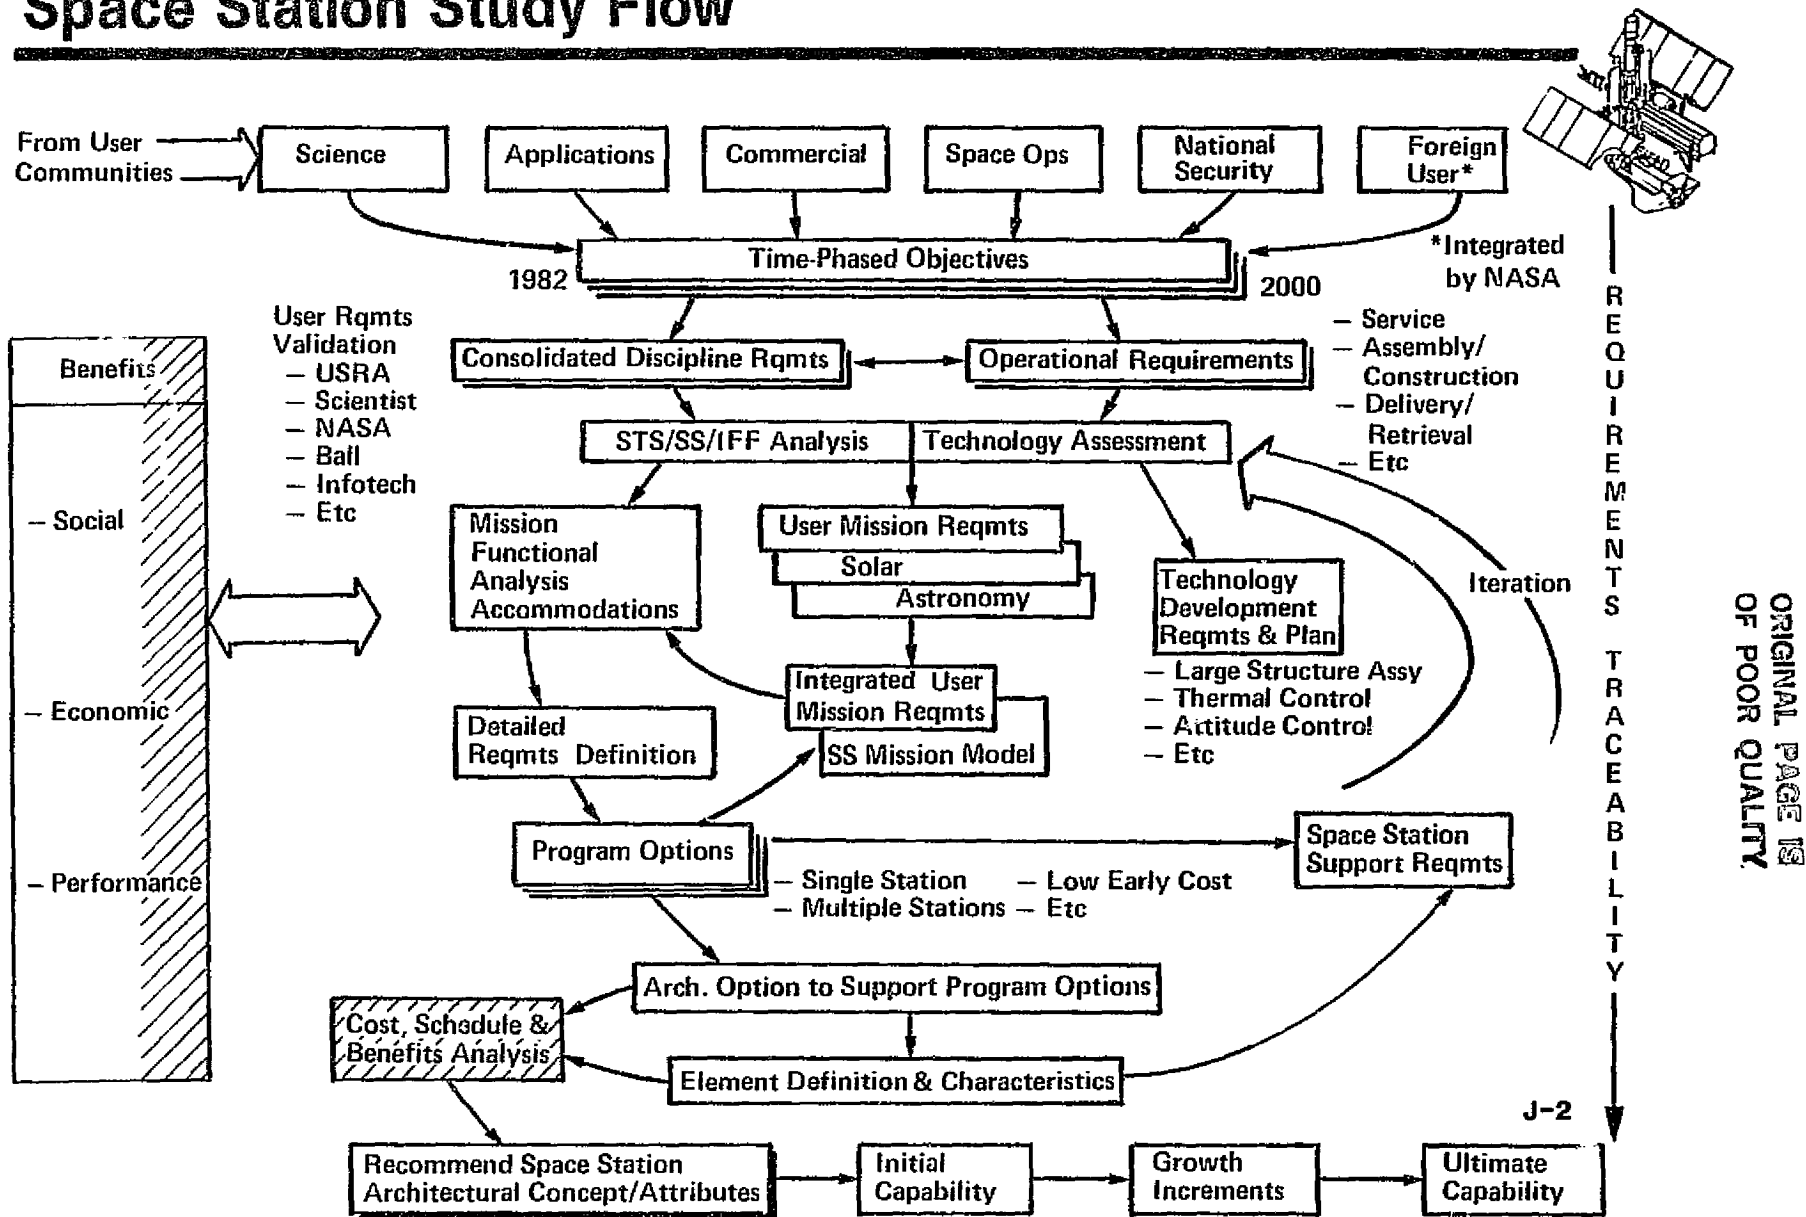 Space Station Study Flow
From User
Communities
Science
Applications
Commercial
Space Ops
National
Security
Foreign
User*
*Integrated
by NASA
Time-Phased Objectives
1982
2000
User Rqmts
Validation
– USRA
– Scientist
– NASA
– Ball
– Infotech
– Etc
Consolidated Discipline Rqmts
Operational Requirements
– Service
– Assembly/
Construction
– Delivery/
Retrieval
– Etc
Benefits
– Social
– Economic
– Performance
STS/SS/IFF Analysis
Technology Assessment
Mission
Functional
Analysis
Accommodations
User Mission Reqmts
Solar
Astronomy
Technology
Development
Reqmts & Plan
– Large Structure Assy
– Thermal Control
– Attitude Control
– Etc
Iteration
Integrated User
Mission Reqmts
SS Mission Model
Detailed
Reqmts Definition
Program Options
– Single Station – Low Early Cost
– Multiple Stations – Etc
Space Station
Support Reqmts
Arch. Option to Support Program Options
Cost, Schedule &
Benefits Analysis
Element Definition & Characteristics
J-2
Recommend Space Station
Architectural Concept/Attributes
Initial
Capability
Growth
Increments
Ultimate
Capability
REQUIREMENTS TRACEABILITY
ORIGINAL PAGE IS
OF POOR QUALITY